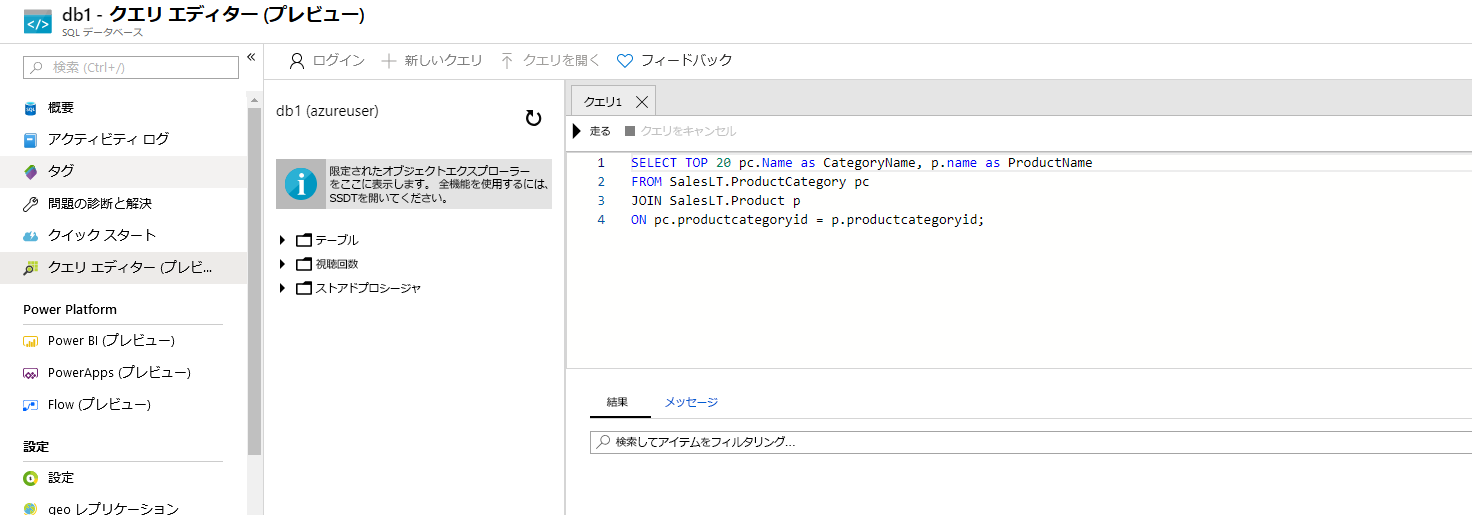 db1 - クエリ エディター (プレビュー)
SQL データベース
検索 (Ctrl+/)
«
概要
アクティビティ ログ
タグ
問題の診断と解決
クイック スタート
クエリ エディター (プレビ...
Power Platform
Power BI (プレビュー)
PowerApps (プレビュー)
Flow (プレビュー)
設定
設定
geo レプリケーション
ログイン
新しいクエリ
クエリを開く
フィードバック
db1 (azureuser)
限定されたオブジェクトエクスプローラー
をここに表示します。 全機能を使用するには、
SSDTを開いてください。
テーブル
視聴回数
ストアドプロシージャ
クエリ1
走る
クエリをキャンセル
1 SELECT TOP 20 pc.Name as CategoryName, p.name as ProductName
2 FROM SalesLT.ProductCategory pc
3 JOIN SalesLT.Product p
4 ON pc.productcategoryid = p.productcategoryid;
結果
メッセージ
検索してアイテムをフィルタリング...